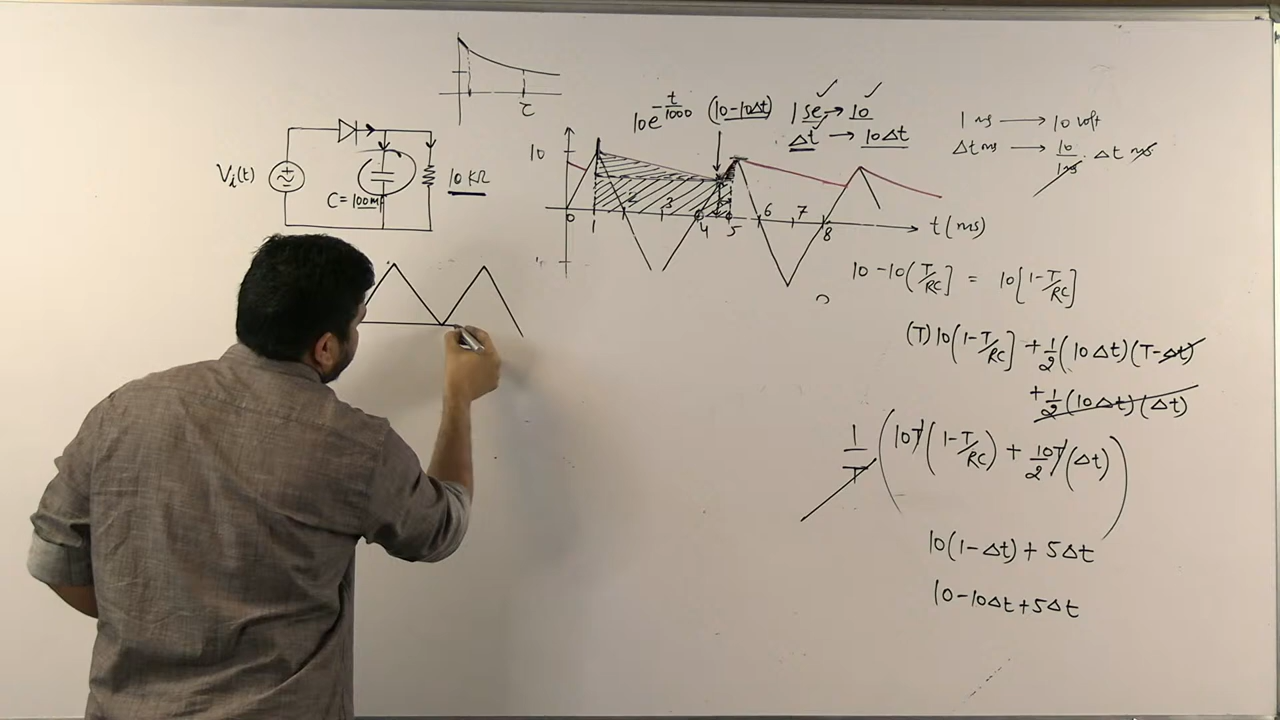 τ
10e^(-t/1000) (10-10Δt) 1 se → 10
Δt → 10Δt
1 ms → 10 volt
Δt ms → 10/1ms · Δt ms
Vi(t)
+
C = 100mF
10 KΩ
10
0 1 2 3 4 5 6 7 8
t (ms)
10 - 10(T/RC] = 10[1-T/RC]
(T) 10(1-T/RC] + 1/2(10Δt)(T-Δt)
+ 1/2(10Δt)(Δt)
1/T (10T(1-T/RC) + 10T/2(Δt))
10(1-Δt) + 5Δt
10-10Δt+5Δt